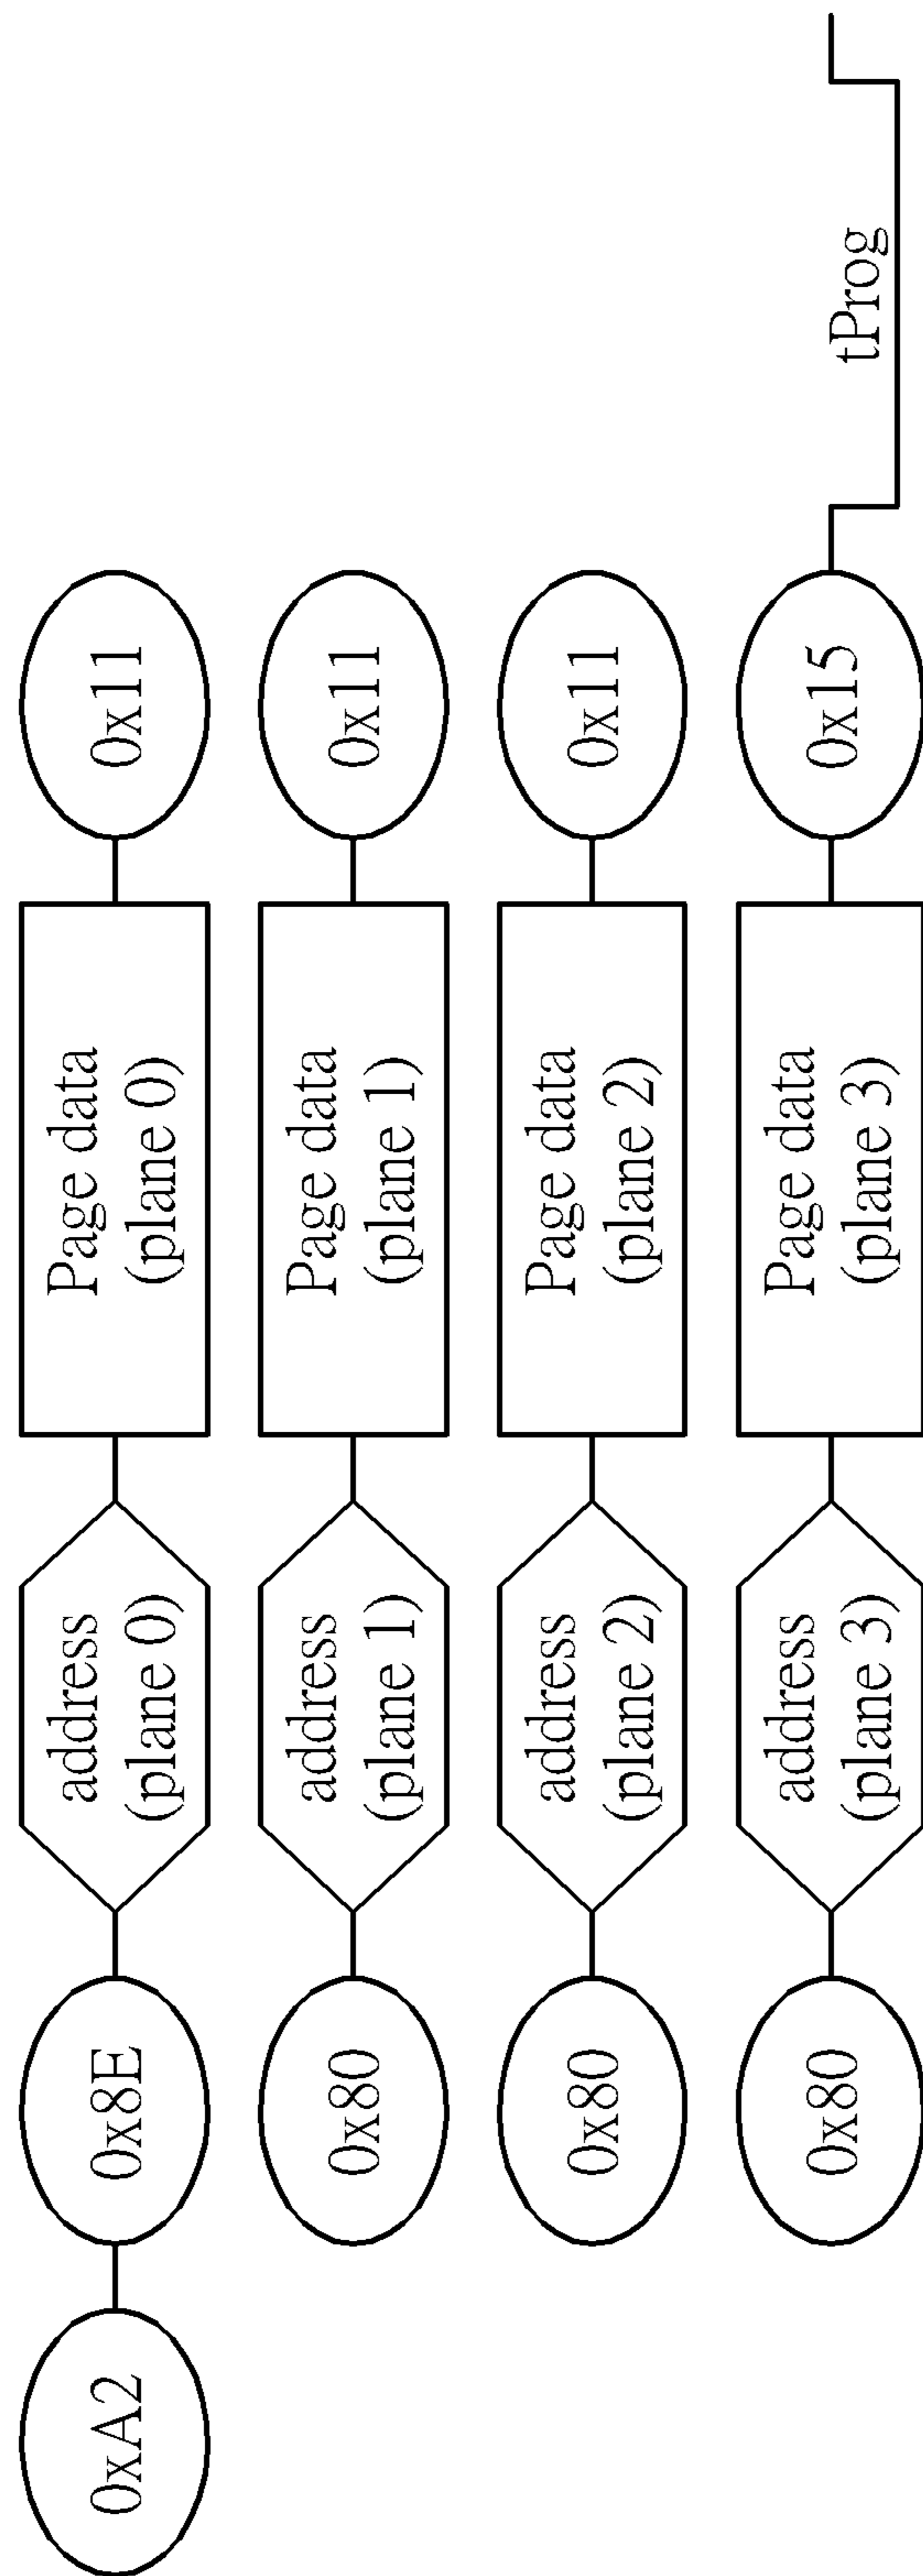 0xA2
0x8E
address
(plane 0)
Page data
(plane 0)
0x11
0x80
address
(plane 1)
Page data
(plane 1)
0x11
0x80
address
(plane 2)
Page data
(plane 2)
0x11
0x80
address
(plane 3)
Page data
(plane 3)
0x15
tProg